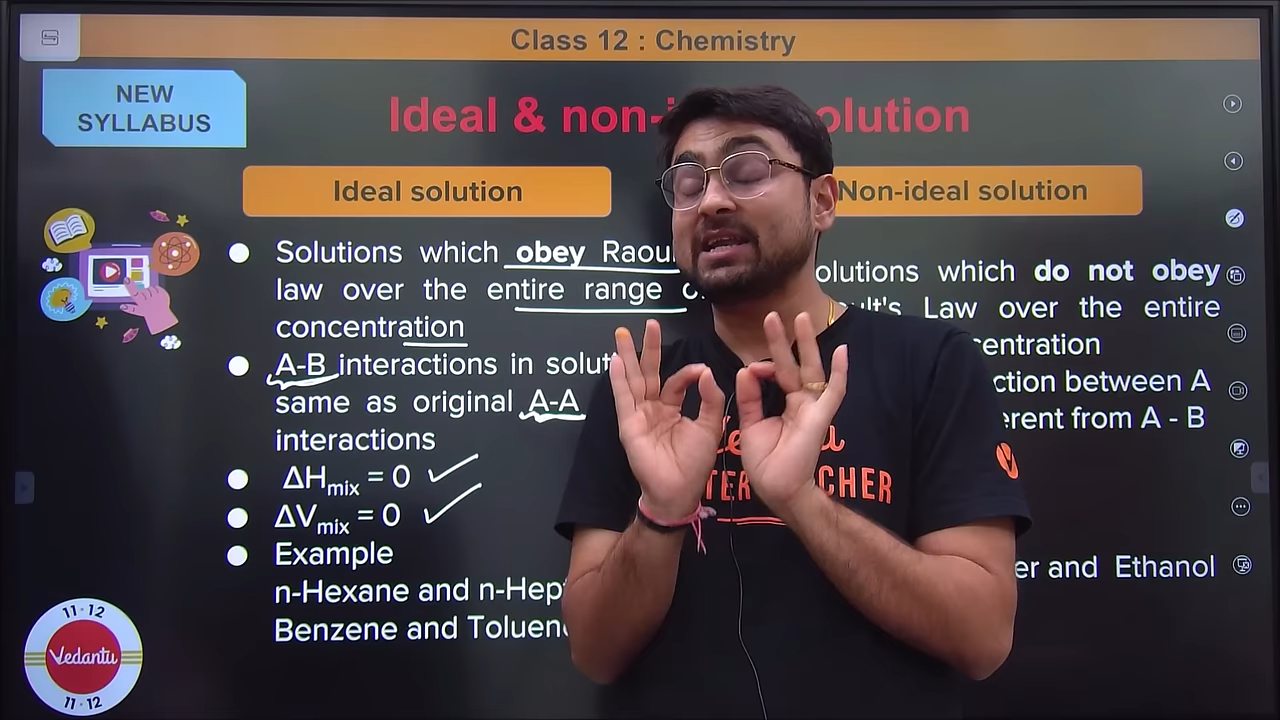 Class 12 : Chemistry
NEW
SYLLABUS
Ideal & non- olution
Ideal solution
Non-ideal solution
Solutions which obey Raou
law over the entire range o
concentration
A-B interactions in solut
same as original A-A
interactions
ΔHmix = 0
ΔVmix = 0
Example
n-Hexane and n-Hep
Benzene and Toluen
olutions which do not obey
ult's Law over the entire
centration
ction between A
erent from A - B
er and Ethanol
TER CHER
11-12
Vedantu
11-12